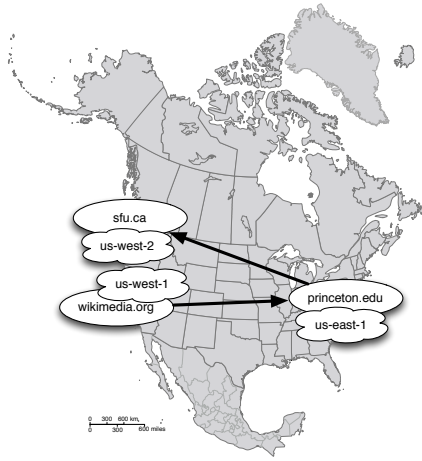 sfu.ca
us-west-2
us-west-1
wikimedia.org
princeton.edu
us-east-1
0 300 600 km,
0 300 600 miles